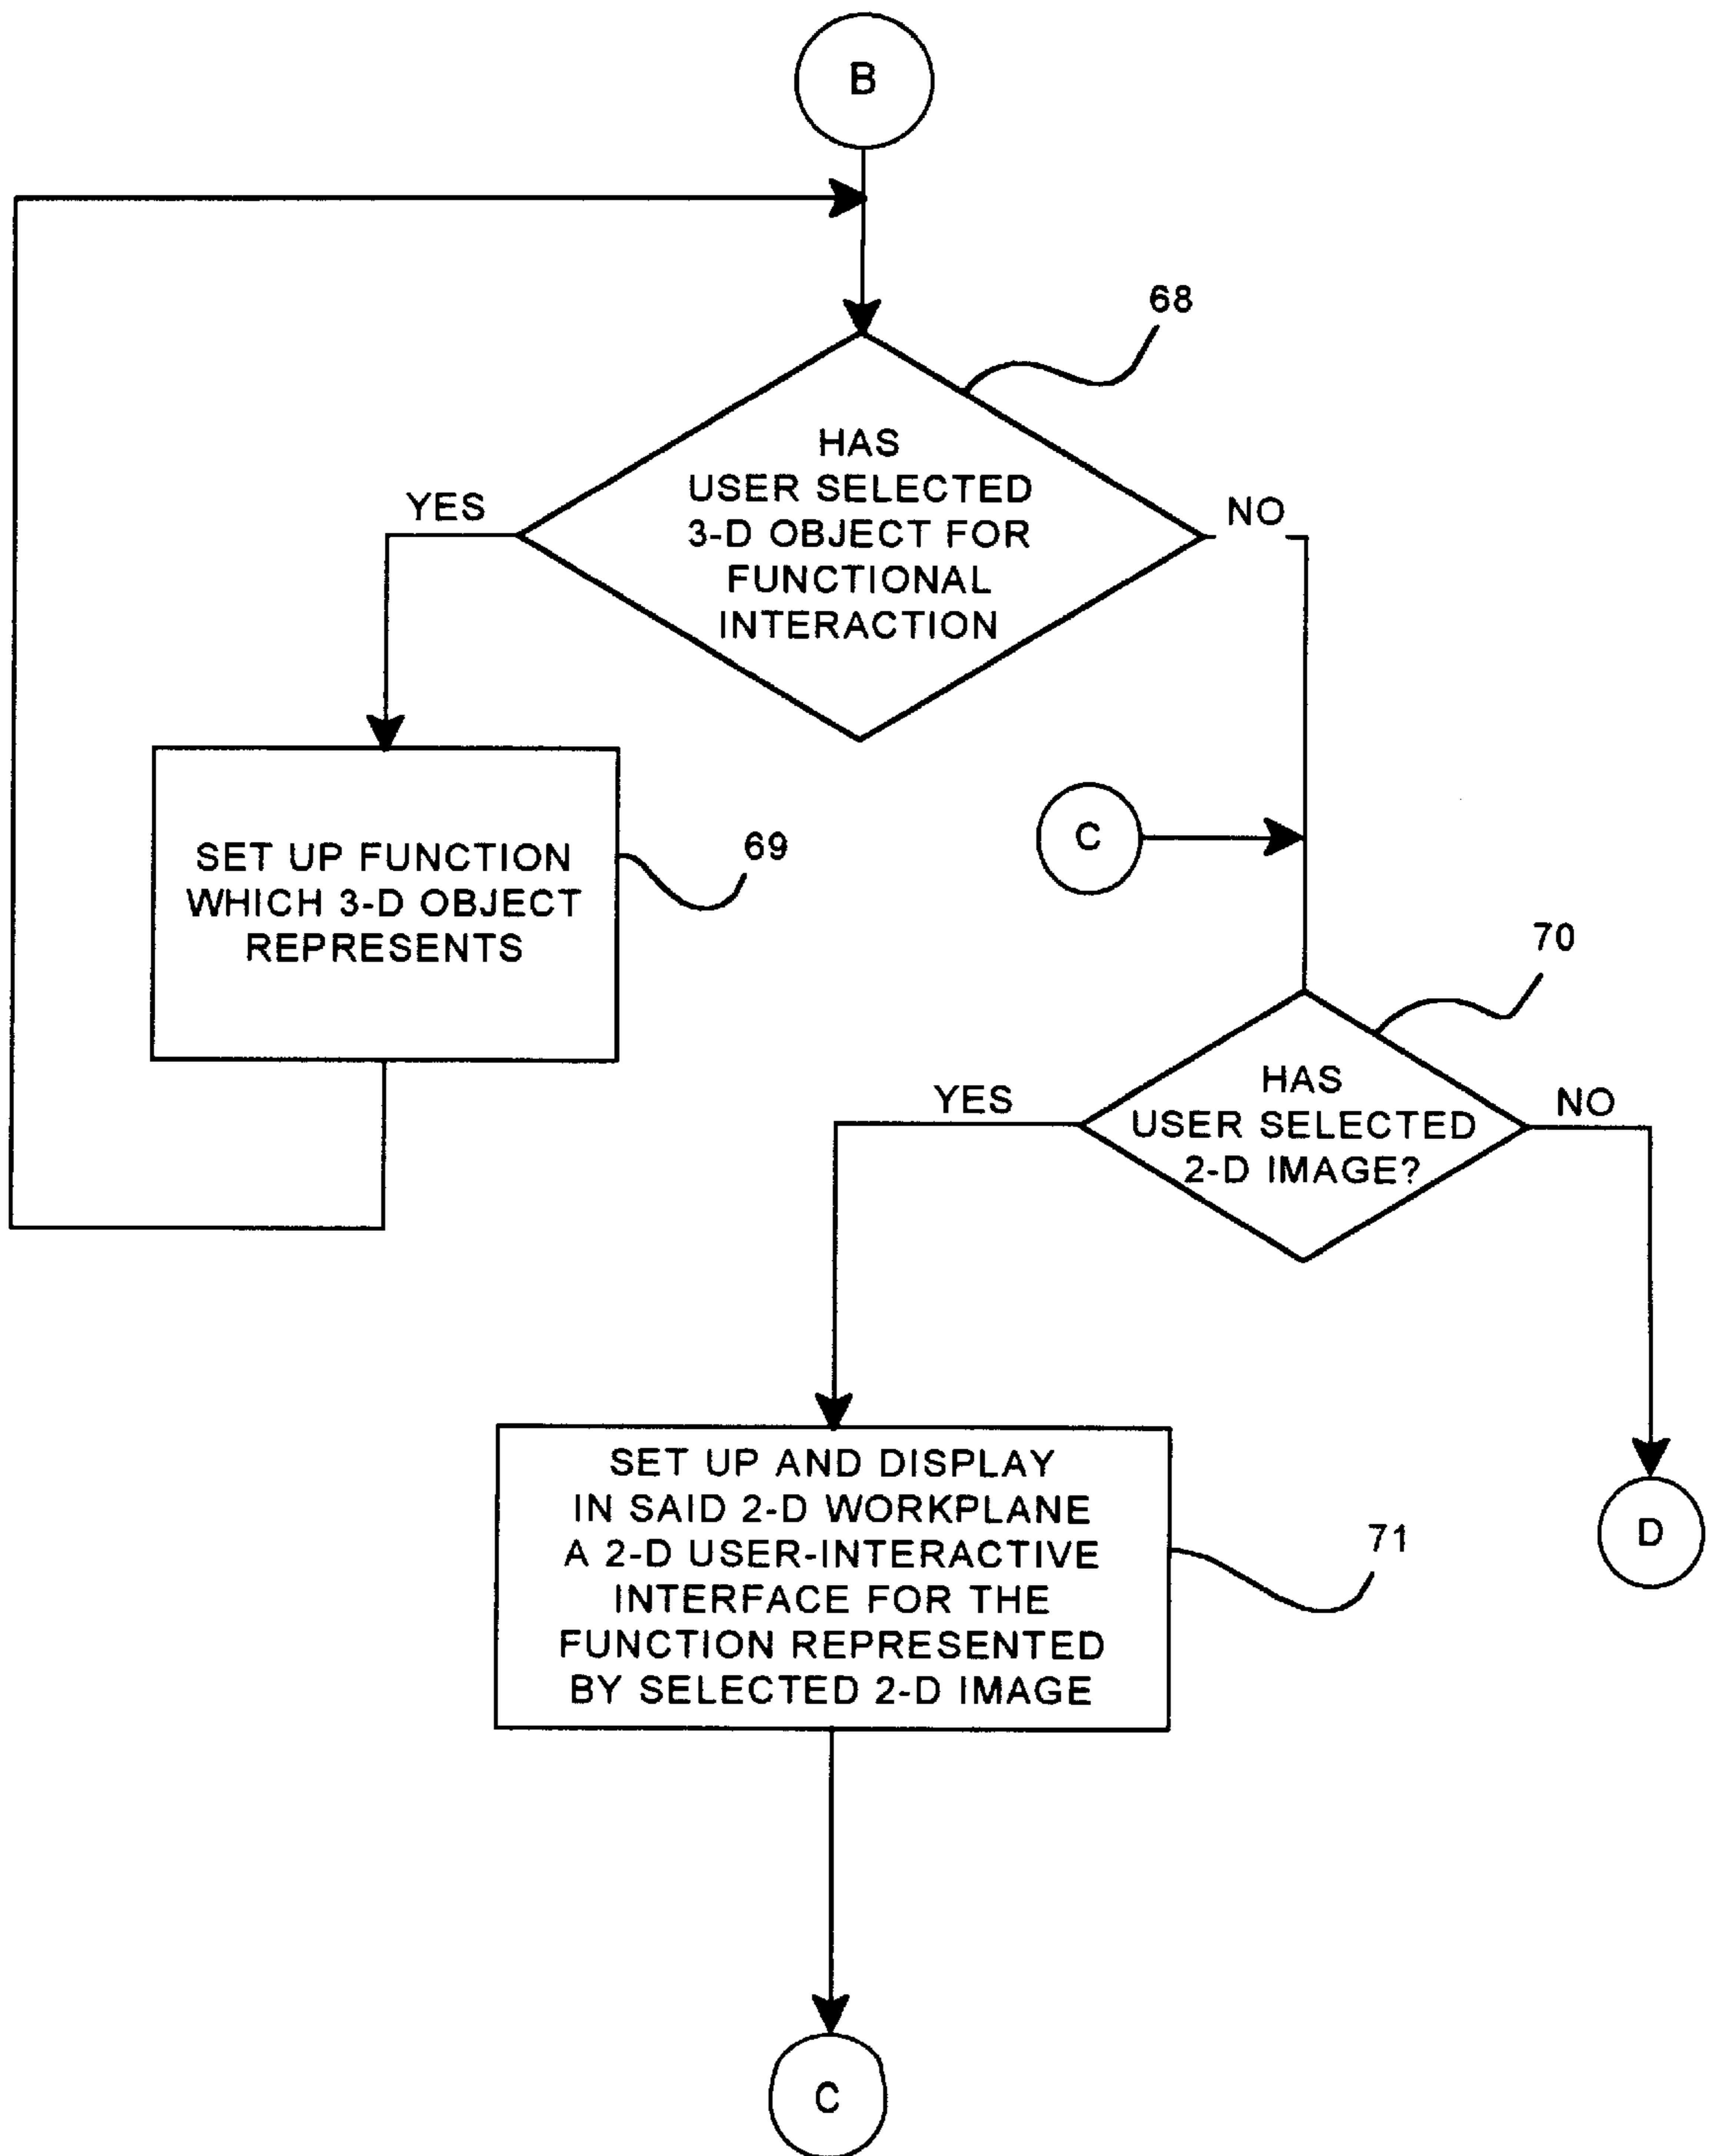 B
68
HAS
USER SELECTED
3-D OBJECT FOR
FUNCTIONAL
INTERACTION
YES
NO
SET UP FUNCTION
WHICH 3-D OBJECT
REPRESENTS
69
C
70
HAS
USER SELECTED
2-D IMAGE?
YES
NO
SET UP AND DISPLAY
IN SAID 2-D WORKPLANE
A 2-D USER-INTERACTIVE
INTERFACE FOR THE
FUNCTION REPRESENTED
BY SELECTED 2-D IMAGE
71
D
C